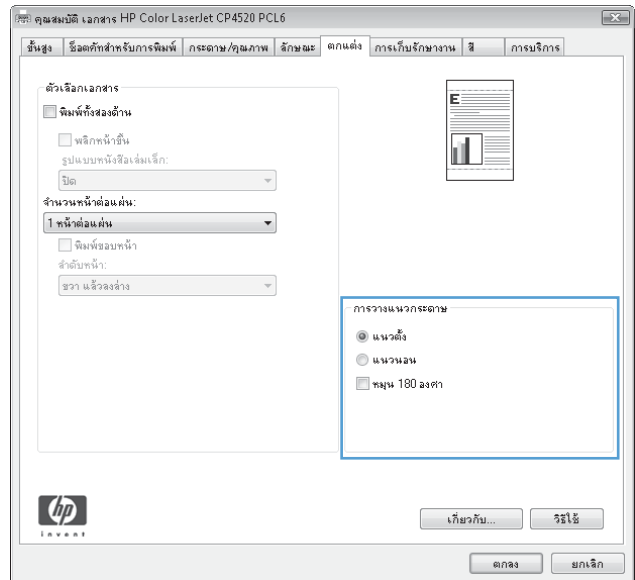 คุณสมบัติ เอกสาร HP Color LaserJet CP4520 PCL6
ขั้นสูง ช็อตคัทสำหรับการพิมพ์ กระดาษ/คุณภาพ ลักษณะ ตกแต่ง การเก็บรักษางาน สี การบริการ
ตัวเลือกเอกสาร
พิมพ์ทั้งสองด้าน
พลิกหน้าขึ้น
รูปแบบหนังสือเล่มเล็ก:
ปิด
จำนวนหน้าต่อแผ่น:
1 หน้าต่อแผ่น
พิมพ์ขอบหน้า
ลำดับหน้า:
ขวา แล้วลงล่าง
E
การวางแนวกระดาษ
แนวตั้ง
แนวนอน
หมุน 180 องศา
hp
invent
เกี่ยวกับ... วิธีใช้
ตกลง ยกเลิก